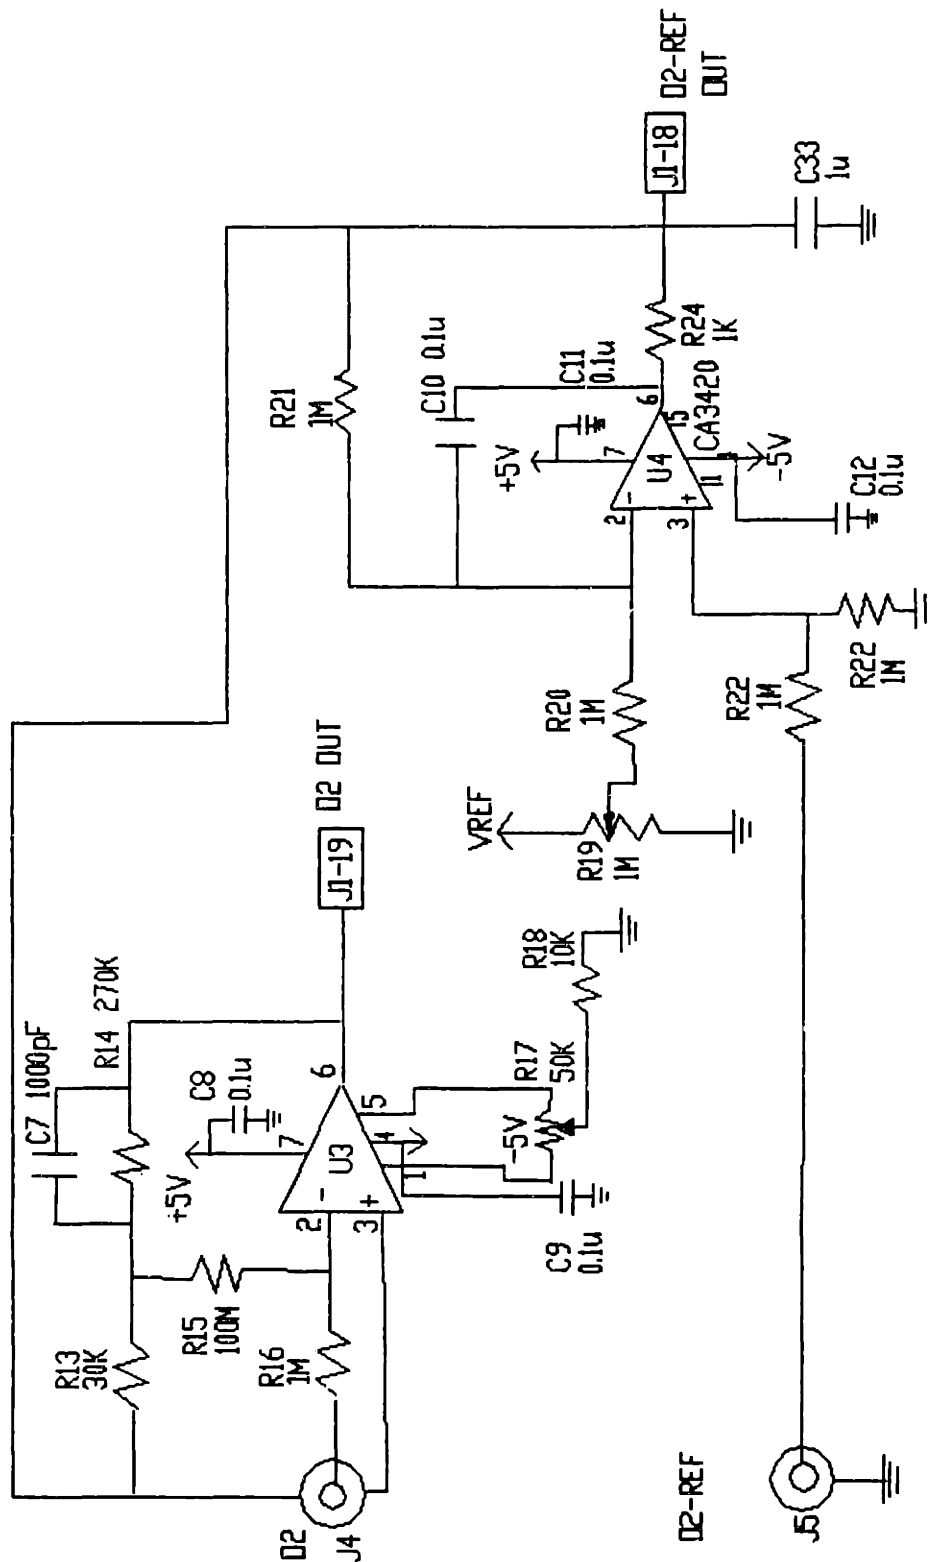 C7 1000pF
R14 270K
R13
30K
R15
100M
R16
1M
+5V
C8
0.1u
D2
J4
2
3
-
+
U3
7
6
5
4
1
J1-19
D2 OUT
-5V
R17
50K
R18
10K
C9
0.1u
R21
1M
C10 0.1u
C11
0.1u
+5V
VREF
R19
1M
R20
1M
2
3
-
+
U4
7
6
5
1
1
CA3420
-5V
R24
1K
J1-18
D2-REF
OUT
C33
1u
C12
0.1u
R22
1M
R22
1M
D2-REF
J5